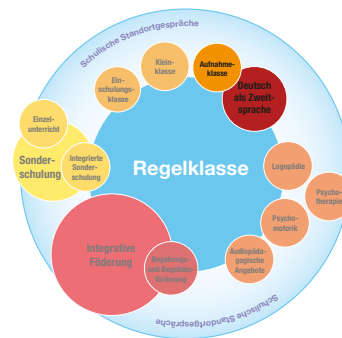 Schulische Standortgespräche
Klein-
klasse
Aufnahme-
klasse
Ein-
schulungs-
klasse
Deutsch
als Zweit-
sprache
Einzel-
unterricht
Sonder-
schulung
Integrierte
Sonder-
schulung
Regelklasse
Logopädie
Psycho-
therapie
Psycho-
motorik
Integrative
Föderung
Begabungs-
und Begabten-
förderung
Audiopäda-
gogische
Angebote
Schulische Standortgespräche